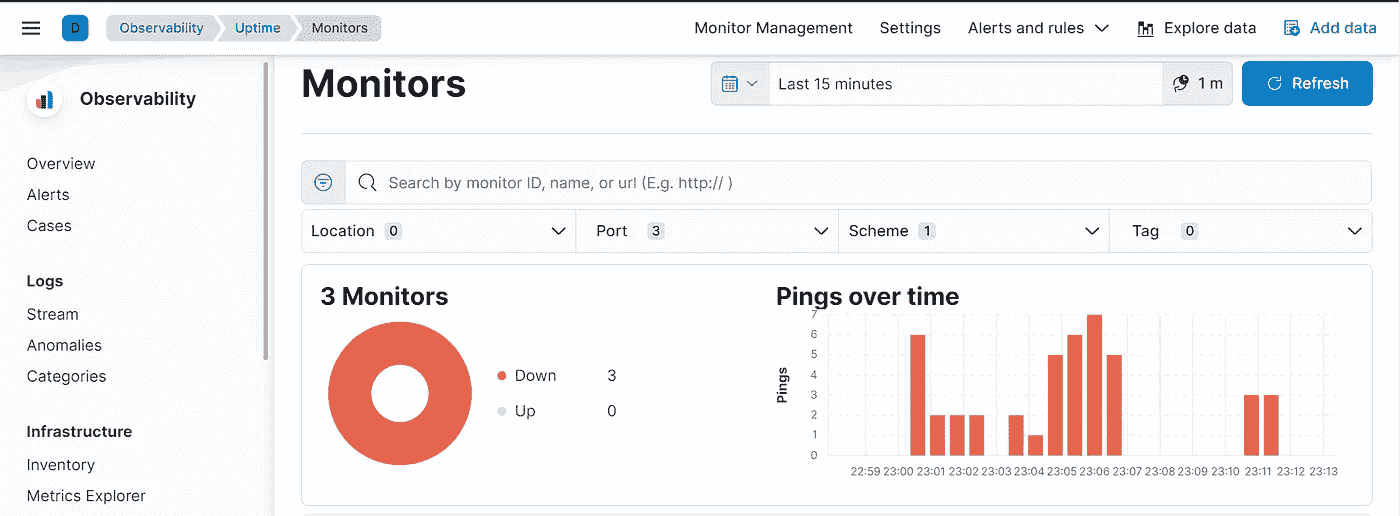 D Observability Uptime Monitors Monitor Management Settings Alerts and rules Explore data Add data
Observability
Overview
Alerts
Cases
Logs
Stream
Anomalies
Categories
Infrastructure
Inventory
Metrics Explorer
Monitors
Last 15 minutes 1 m Refresh
Search by monitor ID, name, or url (E.g. http:// )
Location 0 Port 3 Scheme 1 Tag 0
3 Monitors
Down 3
Up 0
Pings over time
Pings
7
6
5
4
3
2
1
0
22:59 23:00 23:01 23:02 23:03 23:04 23:05 23:06 23:07 23:08 23:09 23:10 23:11 23:12 23:13